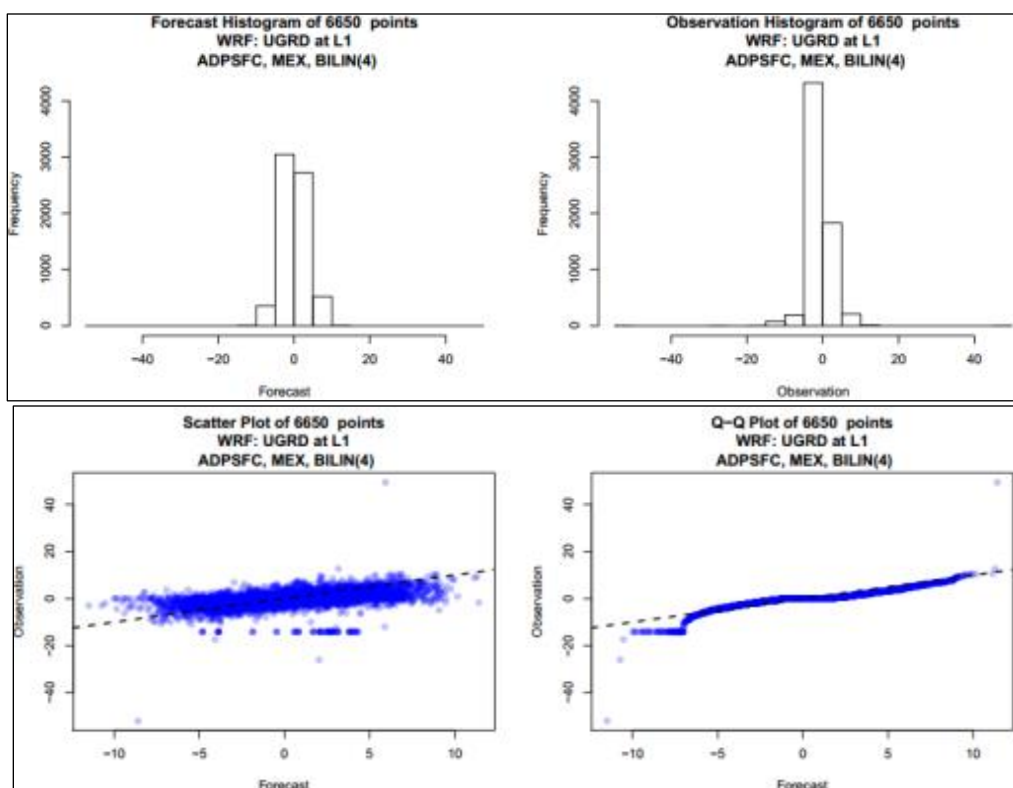 Forecast Histogram of 6650 points
WRF: UGRD at L1
ADPSFC, MEX, BILIN(4)
Frequency
0
1000
2000
3000
4000
−40
−20
0
20
40
Forecast
Observation Histogram of 6650 points
WRF: UGRD at L1
ADPSFC, MEX, BILIN(4)
Frequency
0
1000
2000
3000
4000
−40
−20
0
20
40
Observation
Scatter Plot of 6650 points
WRF: UGRD at L1
ADPSFC, MEX, BILIN(4)
Observation
−40
−20
0
20
40
−10
−5
0
5
10
Forecast
Q−Q Plot of 6650 points
WRF: UGRD at L1
ADPSFC, MEX, BILIN(4)
Observation
−40
−20
0
20
40
−10
−5
0
5
10
Forecast